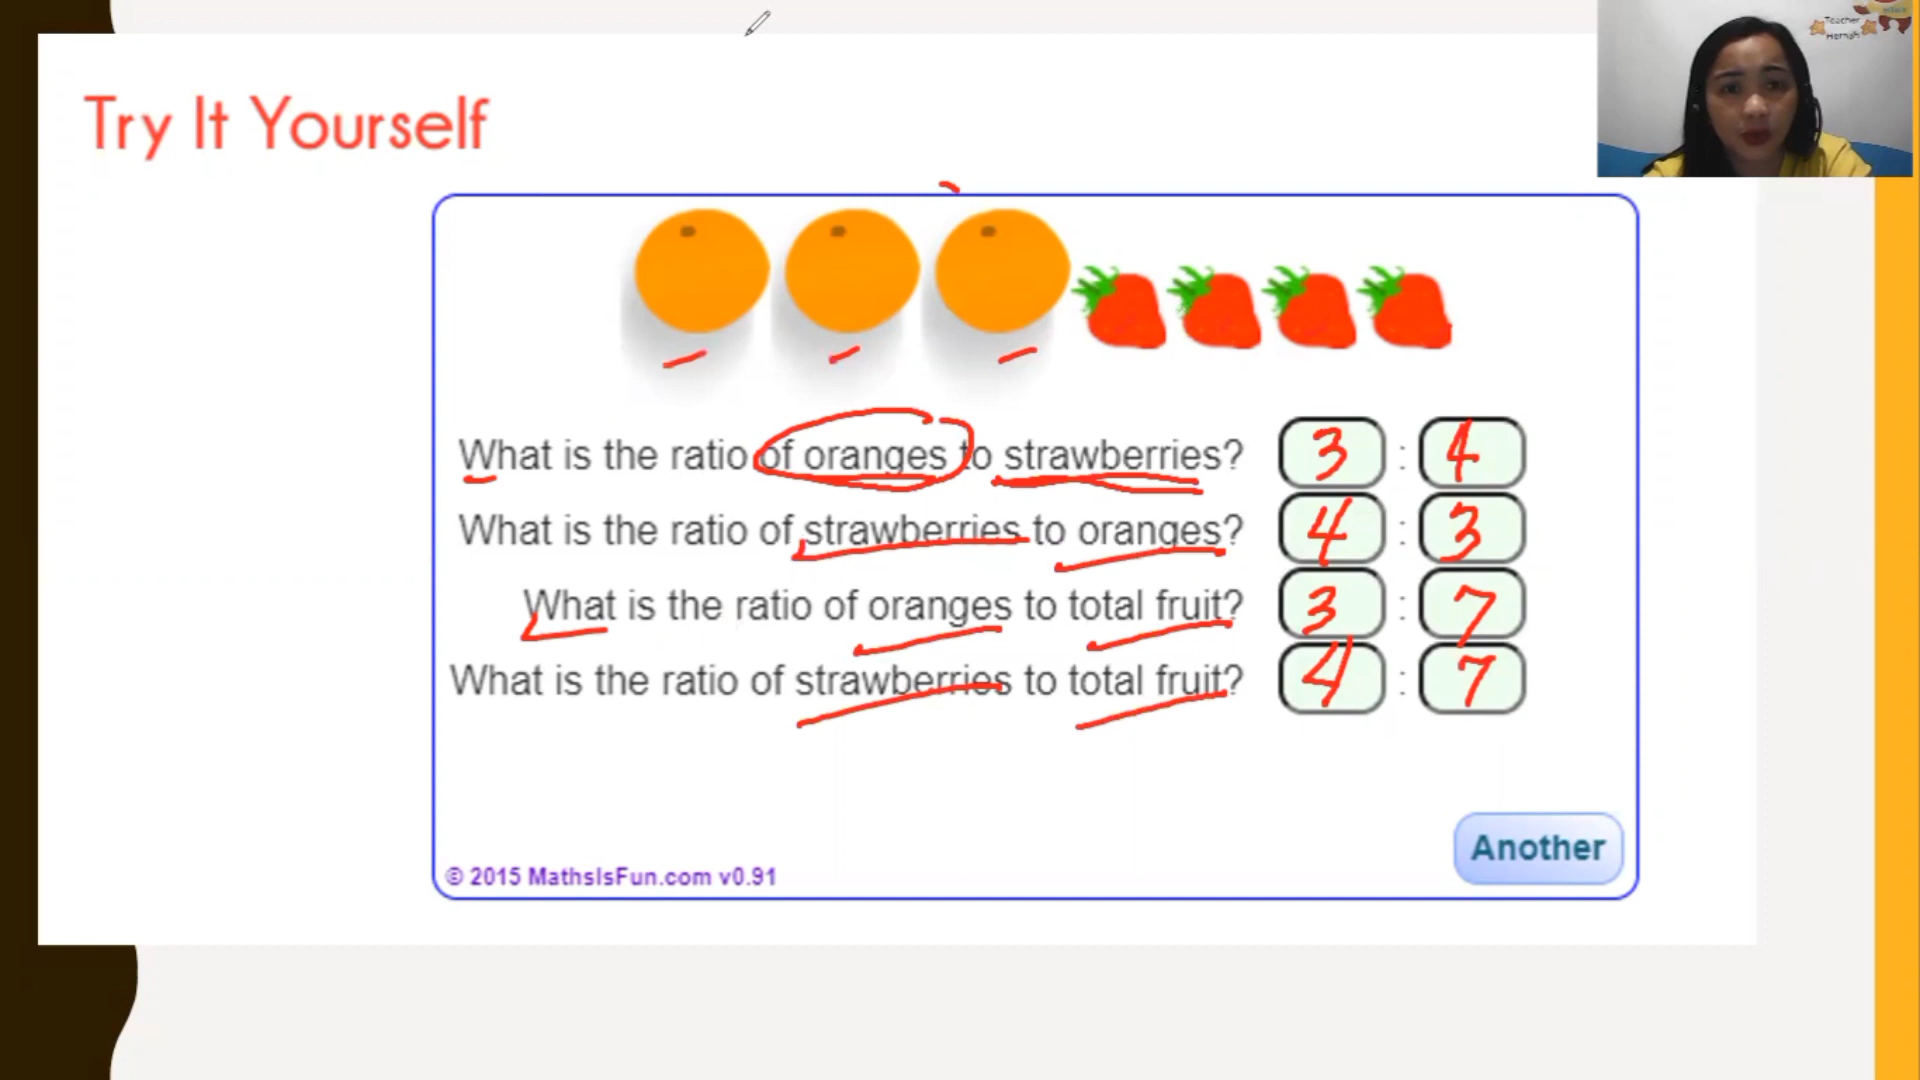 Teacher
Hernah
Try It Yourself
What is the ratio of oranges to strawberries? 3 : 4
What is the ratio of strawberries to oranges? 4 : 3
What is the ratio of oranges to total fruit? 3 : 7
What is the ratio of strawberries to total fruit? 4 : 7
Another
© 2015 MathsIsFun.com v0.91